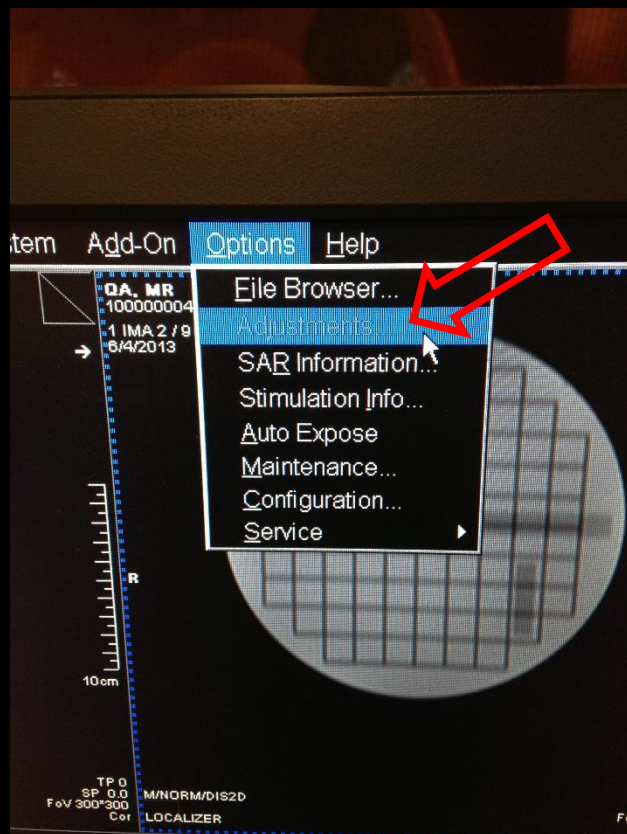 tem Add-On Options Help
QA, MR
100000004
1 IMA 2 / 9
6/4/2013
File Browser...
Adjustments...
SAR Information...
Stimulation Info...
Auto Expose
Maintenance...
Configuration...
Service
R
10cm
TP 0
SP 0.0
FoV 300*300
Cor
M/NORM/DIS2D
LOCALIZER
F